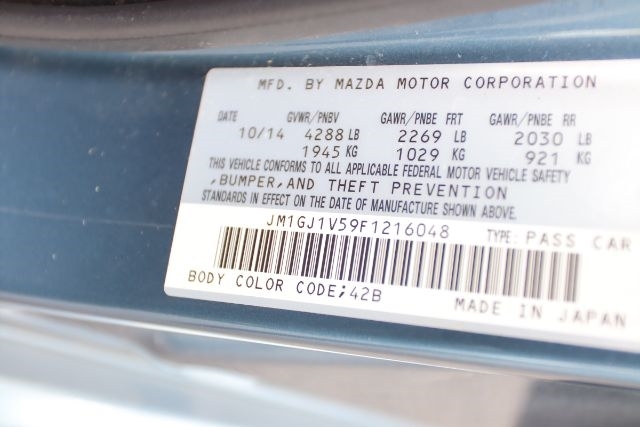 MFD. BY MAZDA MOTOR CORPORATION
DATE GVWR/PNBV GAWR/PNBE FRT GAWR/PNBE RR
10/14 4288 LB 2269 LB 2030 LB
1945 KG 1029 KG 921 KG
THIS VEHICLE CONFORMS TO ALL APPLICABLE FEDERAL MOTOR VEHICLE SAFETY
,BUMPER,AND THEFT PREVENTION
STANDARDS IN EFFECT ON THE DATE OF MANUFACTURE SHOWN ABOVE.
JM1GJ1V59F1216048 TYPE: PASS CAR
BODY COLOR CODE;42B MADE IN JAPAN